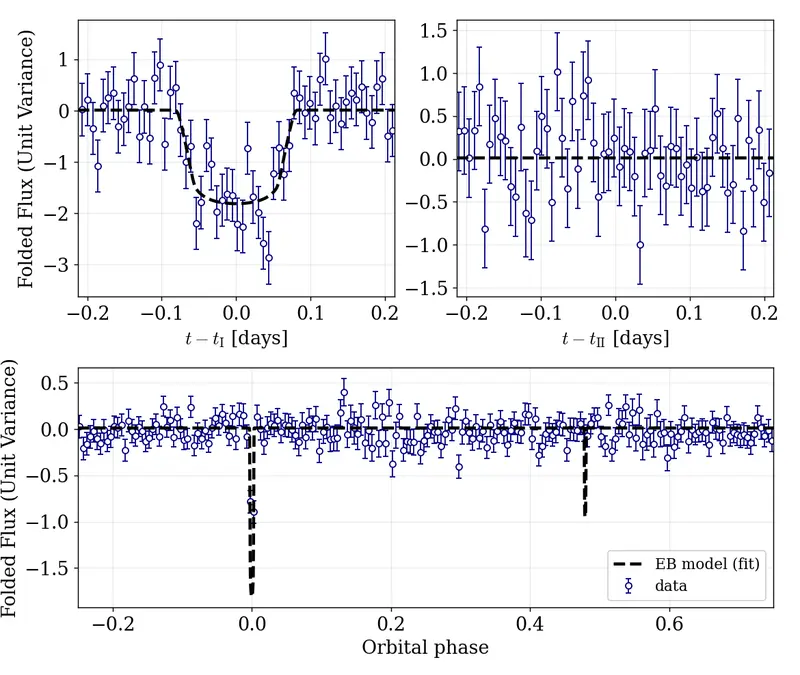 Folded Flux (Unit Variance)
1
0
−1
−2
−3
−0.2 −0.1 0.0 0.1 0.2
t − tI [days]
1.5
1.0
0.5
0.0
−0.5
−1.0
−1.5
−0.2 −0.1 0.0 0.1 0.2
t − tII [days]
Folded Flux (Unit Variance)
0.5
0.0
−0.5
−1.0
−1.5
−0.2 0.0 0.2 0.4 0.6
Orbital phase
EB model (fit)
data